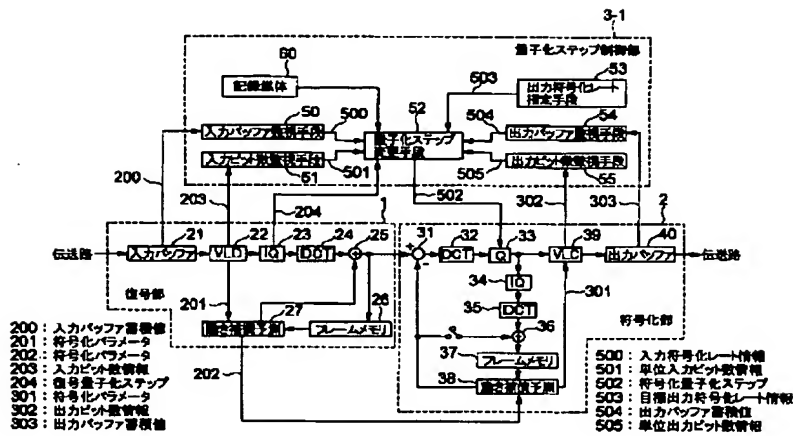 3-1
量子化ステップ制御部
60
記録媒体
503
53
出力符号化レート
指定手段
50
500
入力バッファ監視手段
52
量子化ステップ
変更手段
504
54
出力バッファ監視手段
入力ビット数監視手段
51
501
505
出力ビット数監視手段
55
200
203
204
502
302
303
1
2
伝送路
21
入力バッファ
22
VLD
23
IQ
24
IDCT
25
+
31
-
32
DCT
33
Q
39
VLC
40
出力バッファ
伝送路
34
IQ
301
35
IDCT
36
201
復号部
27
動き補償予測
26
フレームメモリ
37
フレームメモリ
38
動き補償予測
符号化部
202
200 : 入力バッファ蓄積値
201 : 符号化パラメータ
202 : 符号化パラメータ
203 : 入力ビット数情報
204 : 復号量子化ステップ
301 : 符号化パラメータ
302 : 出力ビット数情報
303 : 出力バッファ蓄積値
500 : 入力符号化レート情報
501 : 単位入力ビット数情報
502 : 符号化量子化ステップ
503 : 目標出力符号化レート情報
504 : 出力バッファ蓄積値
505 : 単位出力ビット数情報